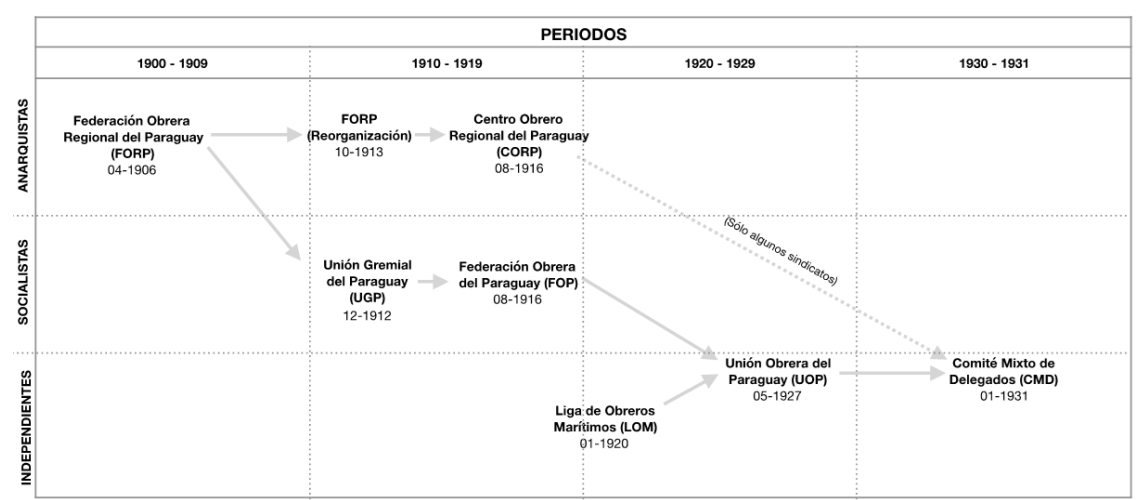 PERIODOS
1900 - 1909
1910 - 1919
1920 - 1929
1930 - 1931
ANARQUISTAS
Federación Obrera
Regional del Paraguay
(FORP)
04-1906
FORP
(Reorganización)
10-1913
Centro Obrero
Regional del Paraguay
(CORP)
08-1916
(Sólo algunos sindicatos)
SOCIALISTAS
Unión Gremial
del Paraguay
(UGP)
12-1912
Federación Obrera
del Paraguay (FOP)
08-1916
INDEPENDIENTES
Liga de Obreros
Marítimos (LOM)
01-1920
Unión Obrera del
Paraguay (UOP)
05-1927
Comité Mixto de
Delegados (CMD)
01-1931